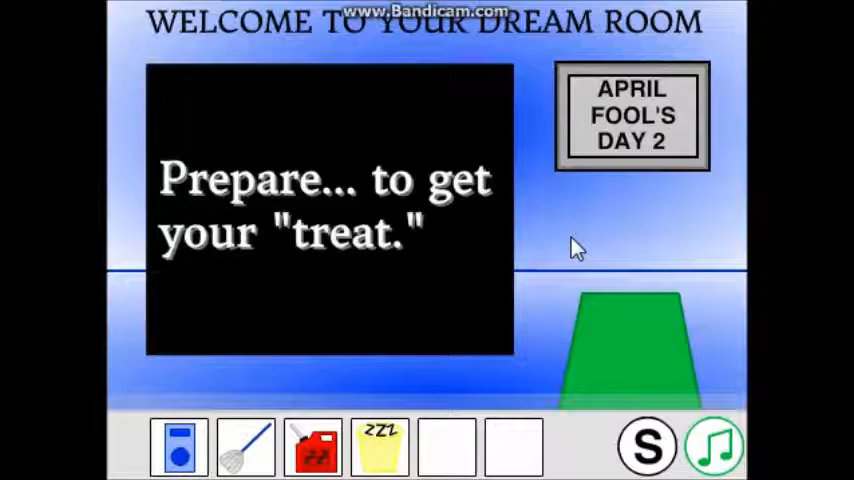 www.Bandicam.com
WELCOME TO YOUR DREAM ROOM
APRIL
FOOL'S
DAY 2
Prepare... to get
your "treat."
ZZZ
S